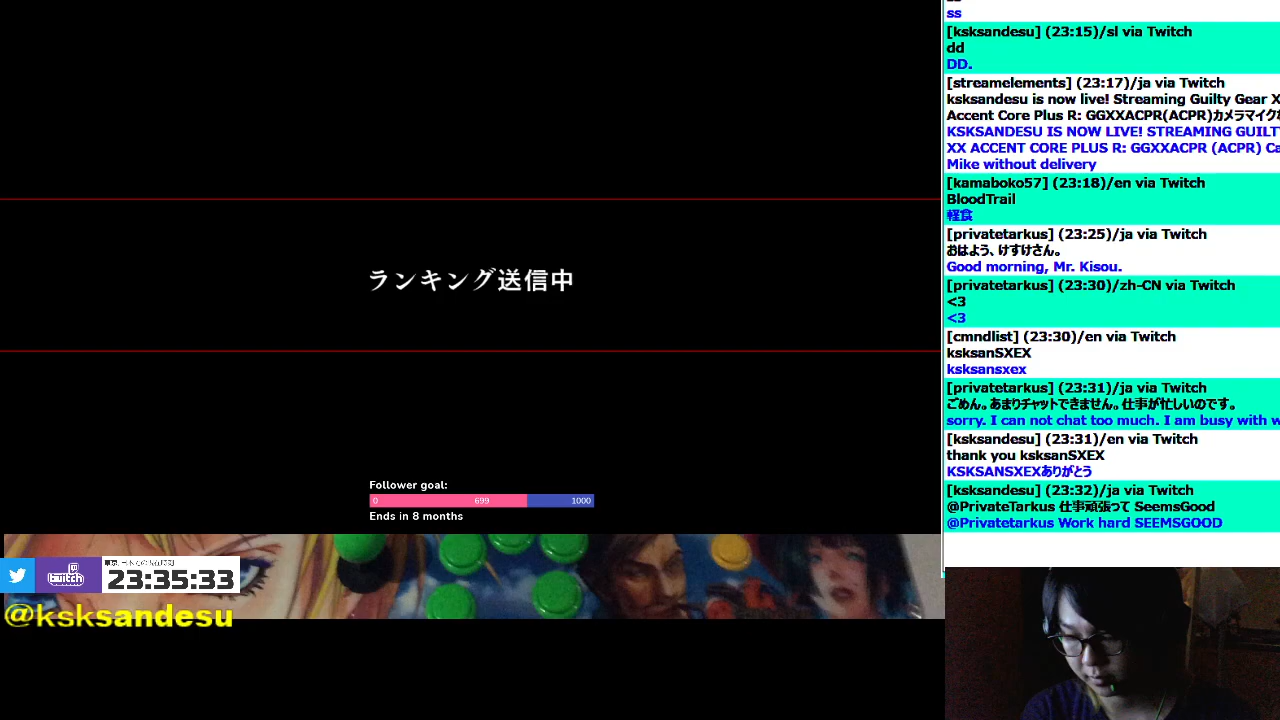 ランキング送信中
Follower goal:
0 699 1000
Ends in 8 months
twitch
23:35:33
@ksksandesu
ss
[ksksandesu] (23:15)/sl via Twitch
dd
DD.
[streamelements] (23:17)/ja via Twitch
ksksandesu is now live! Streaming Guilty Gear X
Accent Core Plus R: GGXXACPR(ACPR)カメラマイク
KSKSANDESU IS NOW LIVE! STREAMING GUILT
XX ACCENT CORE PLUS R: GGXXACPR (ACPR) Ca
Mike without delivery
[kamaboko57] (23:18)/en via Twitch
BloodTrail
軽食
[privatetarkus] (23:25)/ja via Twitch
おはよう、けすけさん。
Good morning, Mr. Kisou.
[privatetarkus] (23:30)/zh-CN via Twitch
<3
<3
[cmndlist] (23:30)/en via Twitch
ksksanSXEX
ksksansxex
[privatetarkus] (23:31)/ja via Twitch
ごめん。あまりチャットできません。仕事が忙しいのです。
sorry. I can not chat too much. I am busy with w
[ksksandesu] (23:31)/en via Twitch
thank you ksksanSXEX
KSKSANSXEXありがとう
[ksksandesu] (23:32)/ja via Twitch
@PrivateTarkus 仕事頑張って SeemsGood
@Privatetarkus Work hard SEEMSGOOD